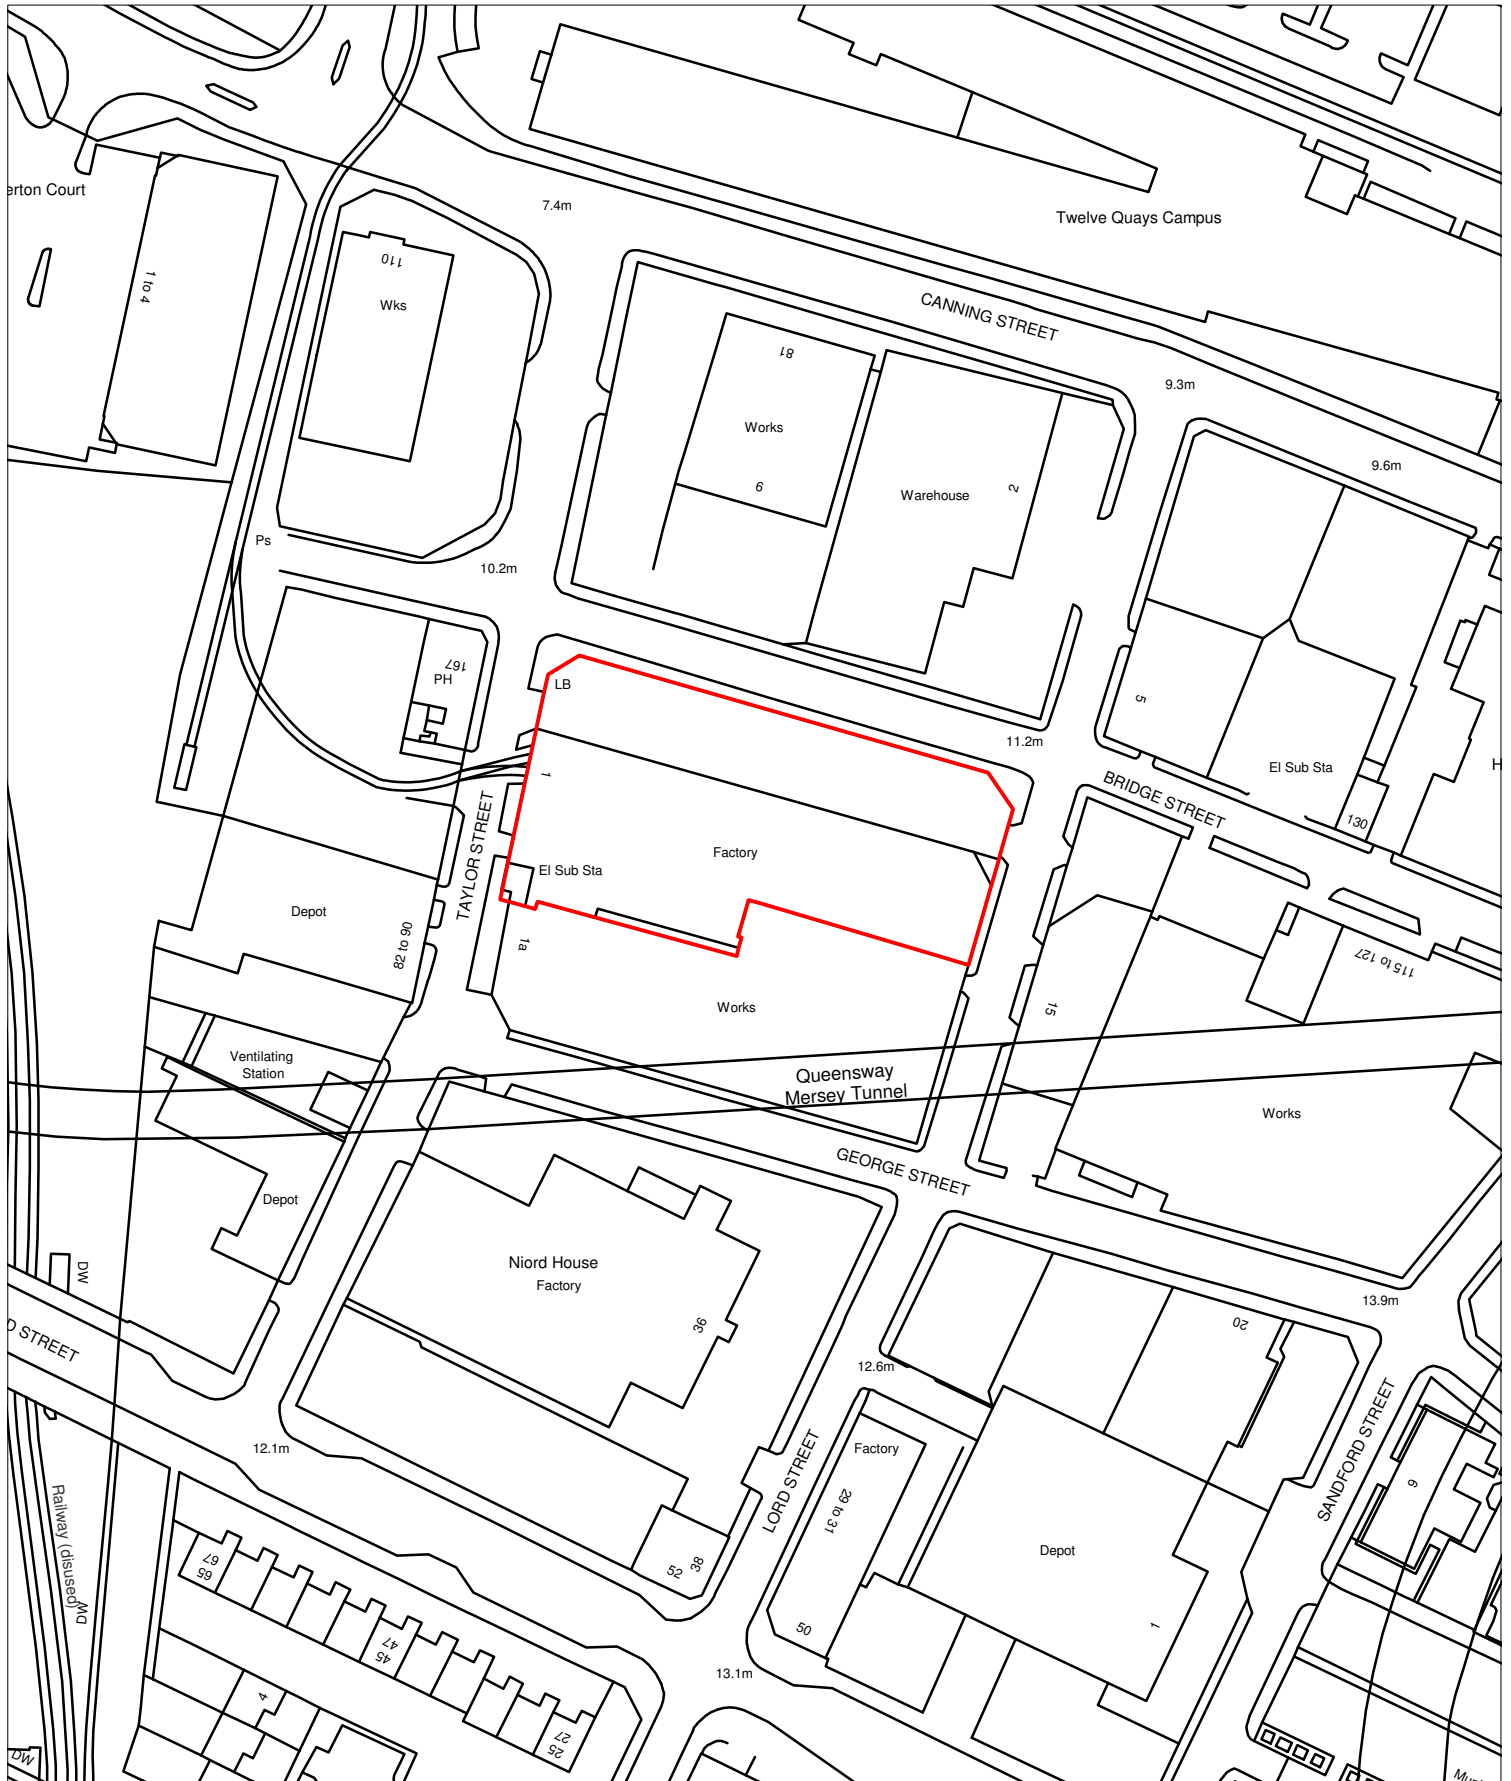 erton Court
7.4m
Twelve Quays Campus
1 to 4
110
Wks
CANNING STREET
81
9.3m
Works
9.6m
Warehouse
2
6
Ps
10.2m
167
PH
LB
5
11.2m
El Sub Sta
H
BRIDGE STREET
1
130
TAYLOR STREET
Factory
El Sub Sta
Depot
82 to 90
1a
115 to 127
Works
15
Ventilating
Station
Queensway
Mersey Tunnel
Works
GEORGE STREET
Depot
Niord House
Factory
DW
13.9m
D STREET
36
20
12.6m
12.1m
SANDFORD STREET
LORD STREET
Factory
29 to 31
9
Railway (disused)
Depot
67
65
52
38
DW
47
45
50
1
13.1m
4
27
25
DW